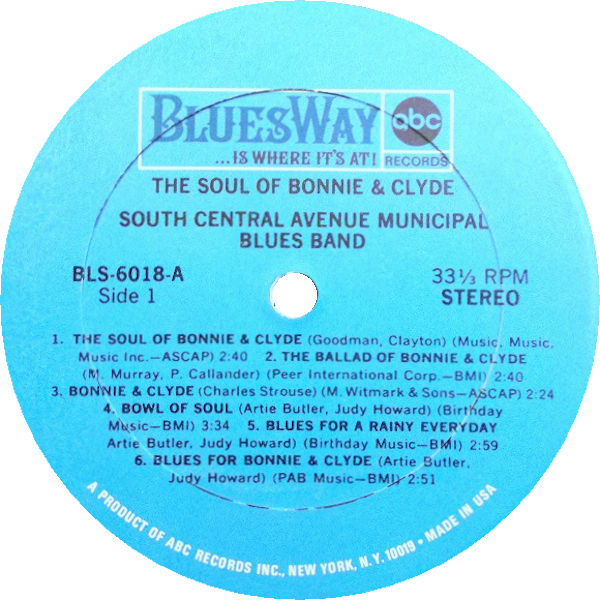 BLUESWAY
...IS WHERE IT'S AT!
abc
RECORDS
THE SOUL OF BONNIE & CLYDE
SOUTH CENTRAL AVENUE MUNICIPAL
BLUES BAND
BLS-6018-A
Side 1
33⅓ RPM
STEREO
1. THE SOUL OF BONNIE & CLYDE (Goodman, Clayton) (Music, Music,
Music Inc.—ASCAP) 2:40 2. THE BALLAD OF BONNIE & CLYDE
(M. Murray, P. Callander) (Peer International Corp.—BMI) 2:40
3. BONNIE & CLYDE (Charles Strouse) (M. Witmark & Sons—ASCAP) 2:24
4. BOWL OF SOUL (Artie Butler, Judy Howard) (Birthday
Music—BMI) 3:34 5. BLUES FOR A RAINY EVERYDAY
Artie Butler, Judy Howard) (Birthday Music—BMI) 2:59
6. BLUES FOR BONNIE & CLYDE (Artie Butler,
Judy Howard) (PAB Music—BMI) 2:51
A PRODUCT OF ABC RECORDS INC., NEW YORK, N.Y. 10019 • MADE IN USA